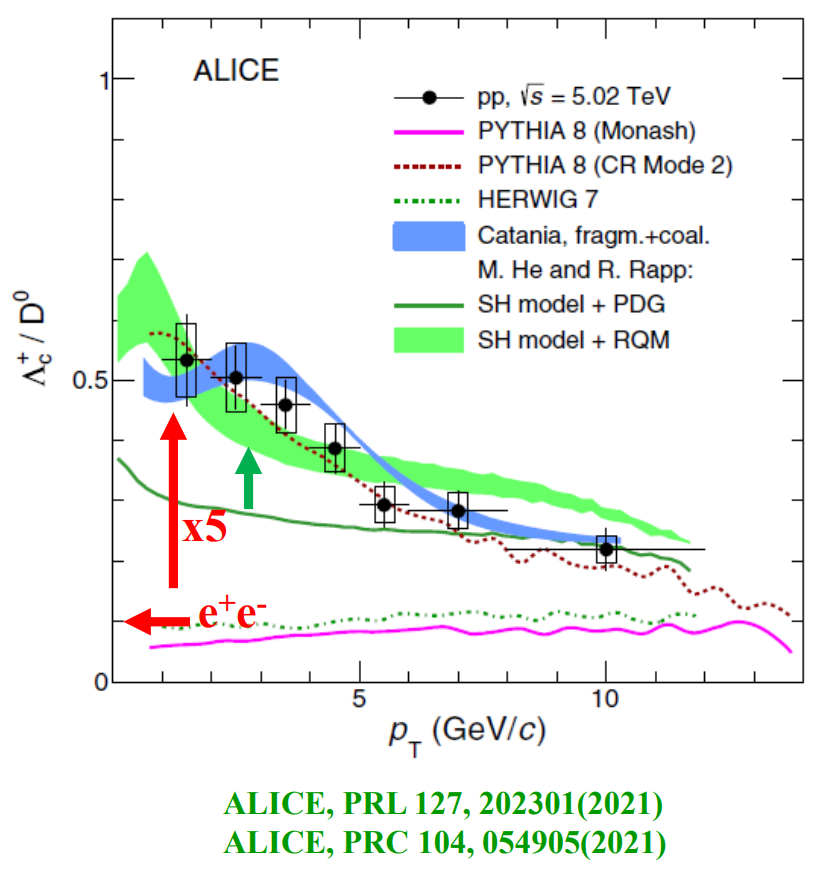 ALICE
pp, √s = 5.02 TeV
PYTHIA 8 (Monash)
PYTHIA 8 (CR Mode 2)
HERWIG 7
Catania, fragm.+coal.
M. He and R. Rapp:
SH model + PDG
SH model + RQM
Λc⁺ / D⁰
1
0.5
0
x5
e⁺e⁻
5
10
pT (GeV/c)
ALICE, PRL 127, 202301(2021)
ALICE, PRC 104, 054905(2021)